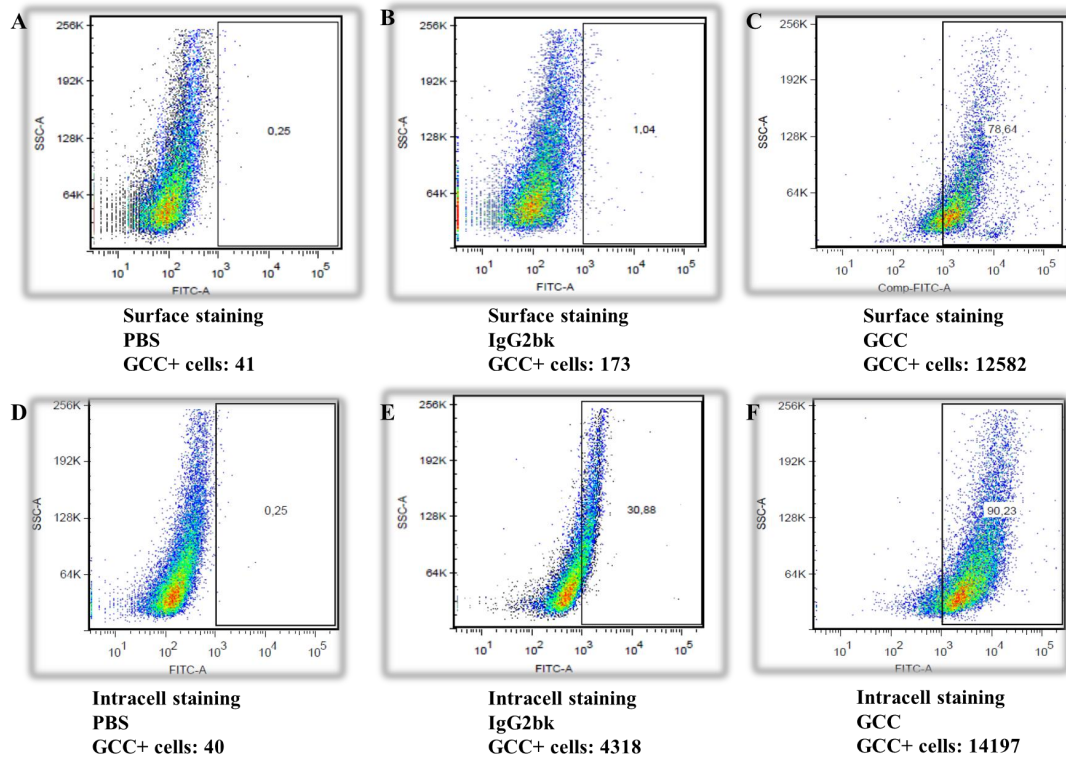 A
256K
192K
128K
64K
SSC-A
0,25
10^1
10^2
10^3
10^4
10^5
FITC-A
Surface staining
PBS
GCC+ cells: 41
B
256K
192K
128K
64K
SSC-A
1,04
10^1
10^2
10^3
10^4
10^5
FITC-A
Surface staining
IgG2bk
GCC+ cells: 173
C
256K
192K
128K
64K
SSC-A
78,64
10^1
10^2
10^3
10^4
10^5
Comp-FITC-A
Surface staining
GCC
GCC+ cells: 12582
D
256K
192K
128K
64K
SSC-A
0,25
10^1
10^2
10^3
10^4
10^5
FITC-A
Intracell staining
PBS
GCC+ cells: 40
E
256K
192K
128K
64K
SSC-A
30,88
10^1
10^2
10^3
10^4
10^5
FITC-A
Intracell staining
IgG2bk
GCC+ cells: 4318
F
256K
192K
128K
64K
SSC-A
90,23
10^1
10^2
10^3
10^4
10^5
FITC-A
Intracell staining
GCC
GCC+ cells: 14197